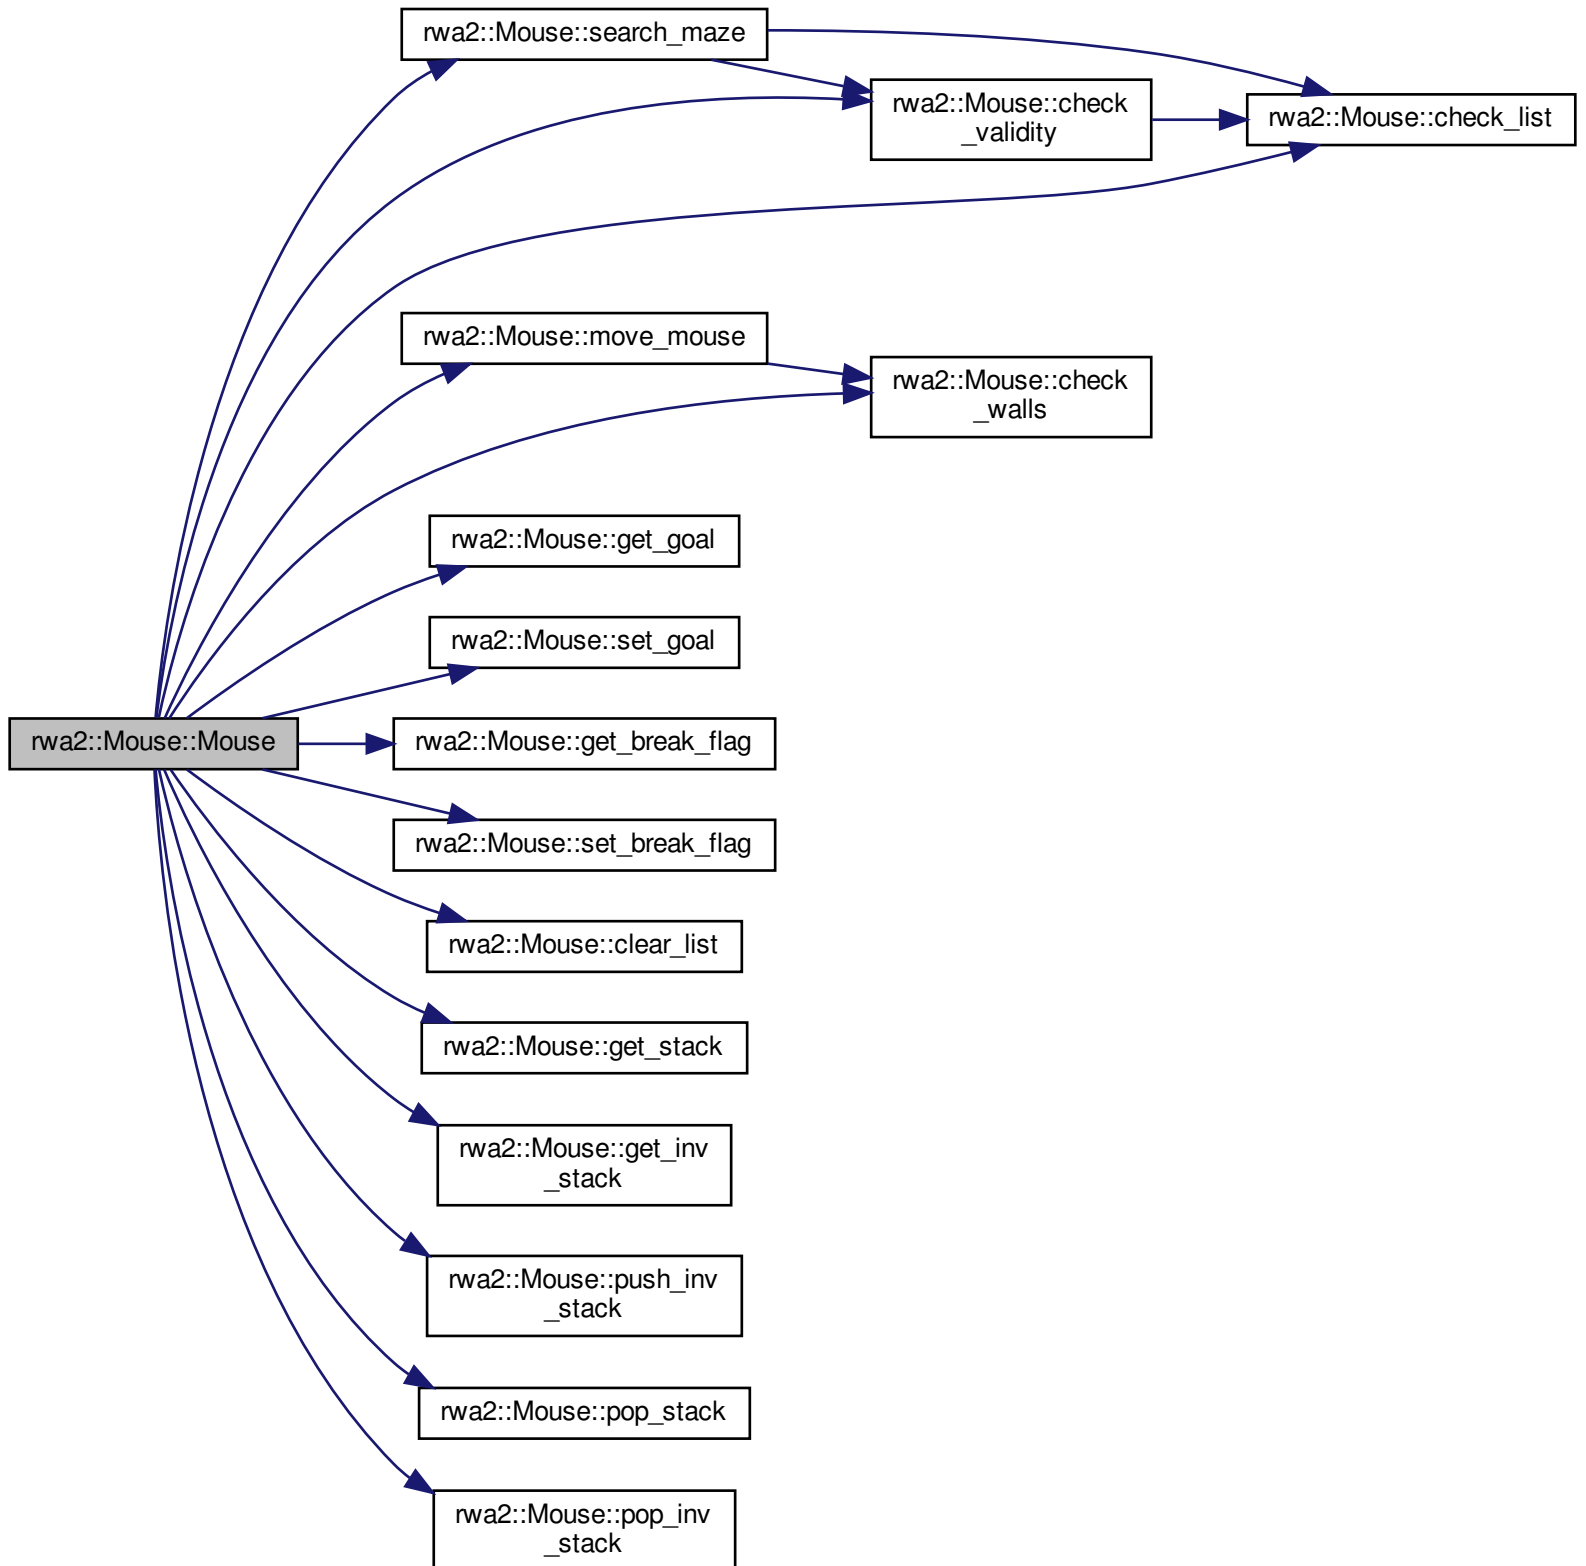 rwa2::Mouse::search_maze
rwa2::Mouse::check
_validity
rwa2::Mouse::check_list
rwa2::Mouse::move_mouse
rwa2::Mouse::check
_walls
rwa2::Mouse::get_goal
rwa2::Mouse::set_goal
rwa2::Mouse::Mouse
rwa2::Mouse::get_break_flag
rwa2::Mouse::set_break_flag
rwa2::Mouse::clear_list
rwa2::Mouse::get_stack
rwa2::Mouse::get_inv
_stack
rwa2::Mouse::push_inv
_stack
rwa2::Mouse::pop_stack
rwa2::Mouse::pop_inv
_stack